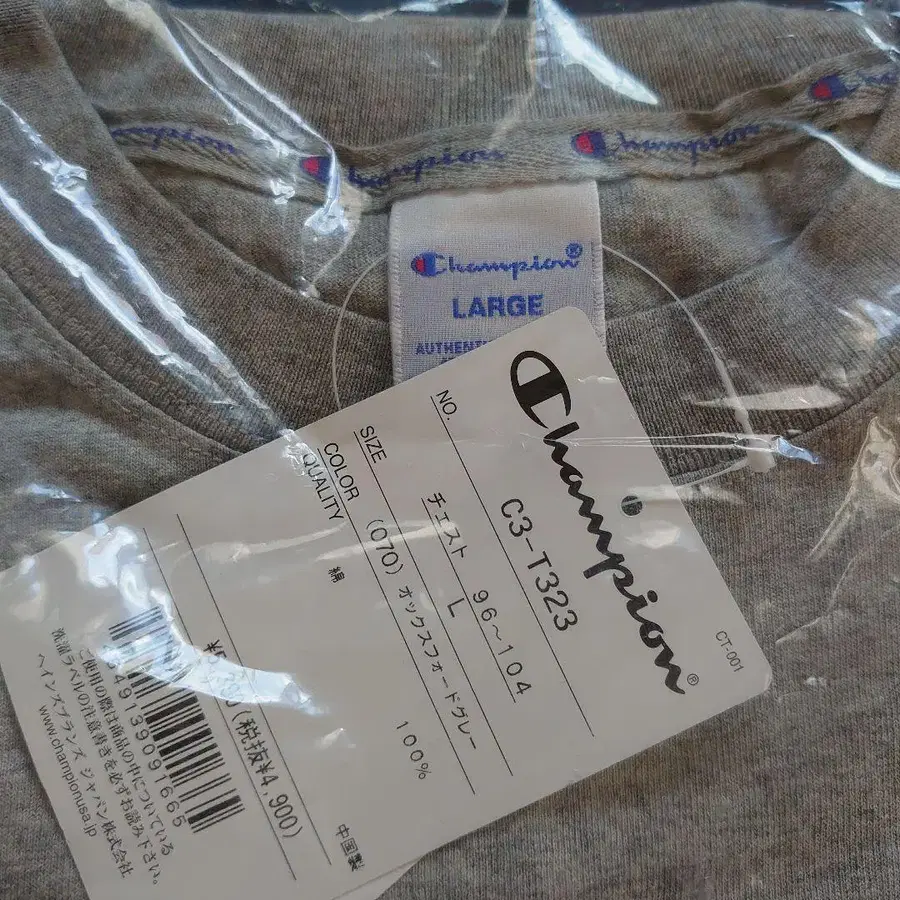 Champion
Champion
Champion
Champion®
LARGE
AUTHENT
Champion®
CT-001
NO. C3-T323
SIZE チェスト 96~104
L
COLOR (070) オックスフォードグレー
QUALITY 綿 100%
(税抜¥4,900)
中国製
ご使用の際は商品の中についている
洗濯ラベルの注意書きを必ずお読み下さい。
ヘインズブランズ ジャパン株式会社
www.championusa.jp